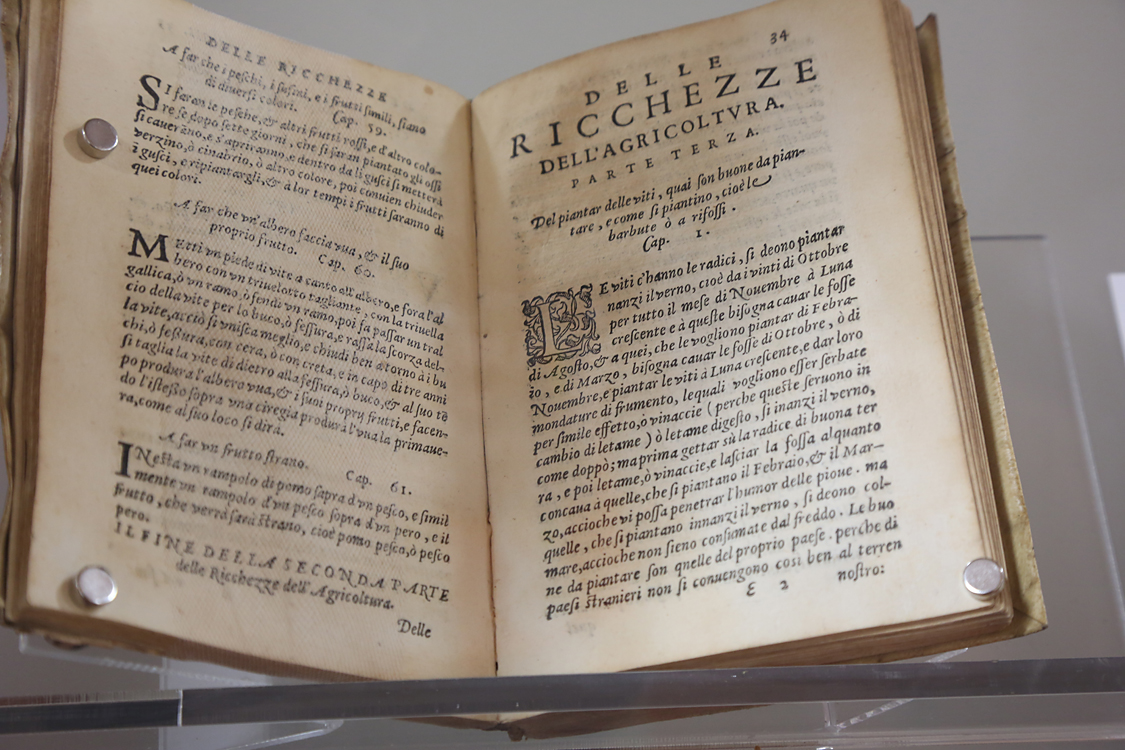 DELLE RICCHEZZE
A far che i peschi, i susini, e i frutti simili, siano
di diuersi colori. Cap. 59.
SI faran le pesche, & altri frutti rossi, e d'altro colo-
re se dopo sette giorni, che si saran piantato gli ossi
si caueràno, e s'apriranno, e dentro da li gusci si metterà
verzino, ò cinabrio, ò altro colore, poi conuien chiuder
i gusci, e ripiantargli, & à lor tempi i frutti saranno di
quei colori.
A far che vn'albero faccia vua, & il suo
proprio frutto. Cap. 60.
METti vn piede di vite a canto all'albero, e fora l'al
bero con vn triuelotto tagliante, con la triuella
gallica, ò vn ramo, ò fendi vn ramo, poi fa passar un tral
cio della vite per lo buco, ò fessura, e raffa la scorza del-
la vite, acciò si vnisca meglio, e chiudi ben attorno à i bu
chi, ò fessura, con cera, ò con creta, e in capo di tre anni
si taglia la vite di dietro alla fessura, ò buco, & al suo tē
po produrà l'albero vua, & i suoi proprij frutti, e facen-
do l'istesso sopra vna ciregia produrà l'vua la primaue-
ra, come al suo loco si dirà.
A far vn frutto strano. Cap. 61.
INesta vn rampolo di pomo sapra d'vn pesco, e simil
mente vn rampolo d'vn pesco sopra d'vn pero, e il
frutto, che verrà sarà strano, cioè pomo pesco, ò pesco
pero.
IL FINE DELLA SECONDA PARTE
delle Ricchezze dell'Agricoltura.
Delle
34
DELLE
RICCHEZZE
DELL'AGRICOLTVRA.
PARTE TERZA.
Del piantar delle viti, quai son buone da pian-
tare, e come si piantino, cioè le
barbute ò a rifossi.
Cap. 1.
LE viti c'hanno le radici, si deono piantar
nanzi il verno, cioè da i vinti di Ottobre
per tutto il mese di Nouembre à Luna
crescente e à queste bisogna cauar le fosse
di Agosto, & a quei, che le vogliono piantar di Febra-
ro, e di Marzo, bisogna cauar le fosse di Ottobre, ò di
Nouembre, e piantar le viti à Luna crescente, e dar loro
mondature di frumento, lequali vogliono esser serbate
per simile effetto, o vinaccie (perche queste seruono in
cambio di letame) ò letame digesto, sì inanzi il verno,
come doppò; ma prima gettar sù la radice di buona ter
ra, e poi letame, ò vinaccie, e lasciar la fossa alquanto
concaua à quelle, che si piantano il Febraio, & il Mar-
zo, accioche vi possa penetrar l'humor delle pioue. ma
quelle, che si piantano innanzi il verno, si deono col-
mare, accioche non sieno consumate dal freddo. Le buo
ne da piantare son quelle del proprio paese. perche di
paesi stranieri non si conuengono così ben al terren
E 2 nostro: